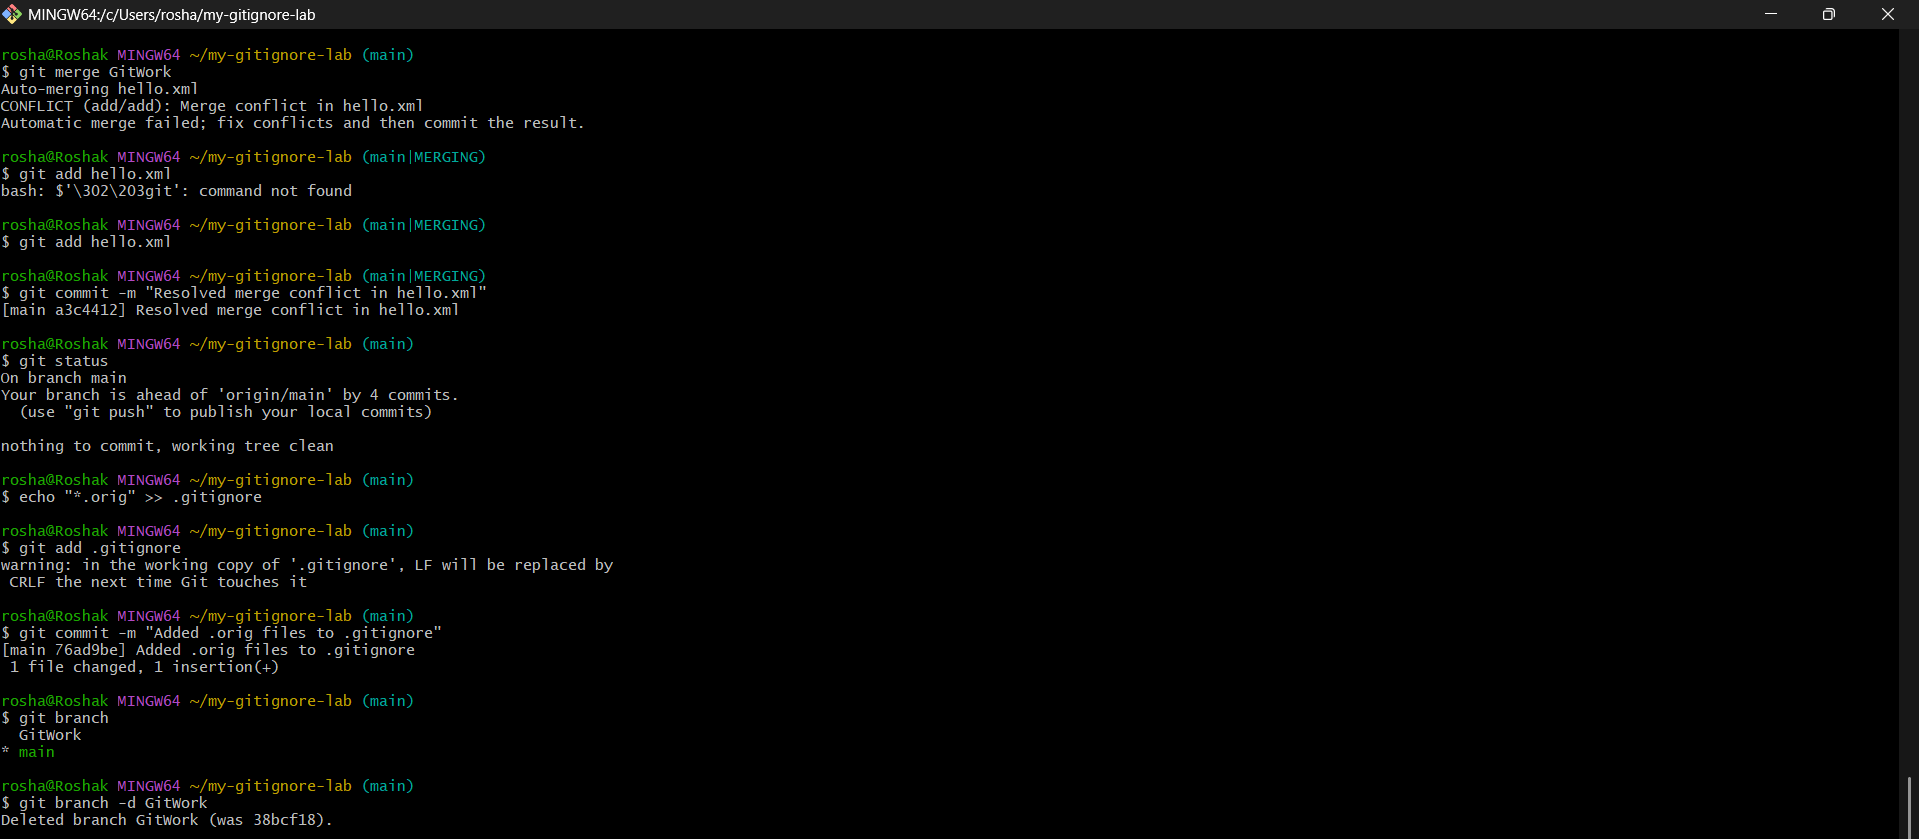 MINGW64:/c/Users/rosha/my-gitignore-lab
rosha@Roshak MINGW64 ~/my-gitignore-lab (main)
$ git merge GitWork
Auto-merging hello.xml
CONFLICT (add/add): Merge conflict in hello.xml
Automatic merge failed; fix conflicts and then commit the result.
rosha@Roshak MINGW64 ~/my-gitignore-lab (main|MERGING)
$ git add hello.xml
bash: $'\302\203git': command not found
rosha@Roshak MINGW64 ~/my-gitignore-lab (main|MERGING)
$ git add hello.xml
rosha@Roshak MINGW64 ~/my-gitignore-lab (main|MERGING)
$ git commit -m "Resolved merge conflict in hello.xml"
[main a3c4412] Resolved merge conflict in hello.xml
rosha@Roshak MINGW64 ~/my-gitignore-lab (main)
$ git status
On branch main
Your branch is ahead of 'origin/main' by 4 commits.
  (use "git push" to publish your local commits)
nothing to commit, working tree clean
rosha@Roshak MINGW64 ~/my-gitignore-lab (main)
$ echo "*.orig" >> .gitignore
rosha@Roshak MINGW64 ~/my-gitignore-lab (main)
$ git add .gitignore
warning: in the working copy of '.gitignore', LF will be replaced by
 CRLF the next time Git touches it
rosha@Roshak MINGW64 ~/my-gitignore-lab (main)
$ git commit -m "Added .orig files to .gitignore"
[main 76ad9be] Added .orig files to .gitignore
 1 file changed, 1 insertion(+)
rosha@Roshak MINGW64 ~/my-gitignore-lab (main)
$ git branch
  GitWork
* main
rosha@Roshak MINGW64 ~/my-gitignore-lab (main)
$ git branch -d GitWork
Deleted branch GitWork (was 38bcf18).